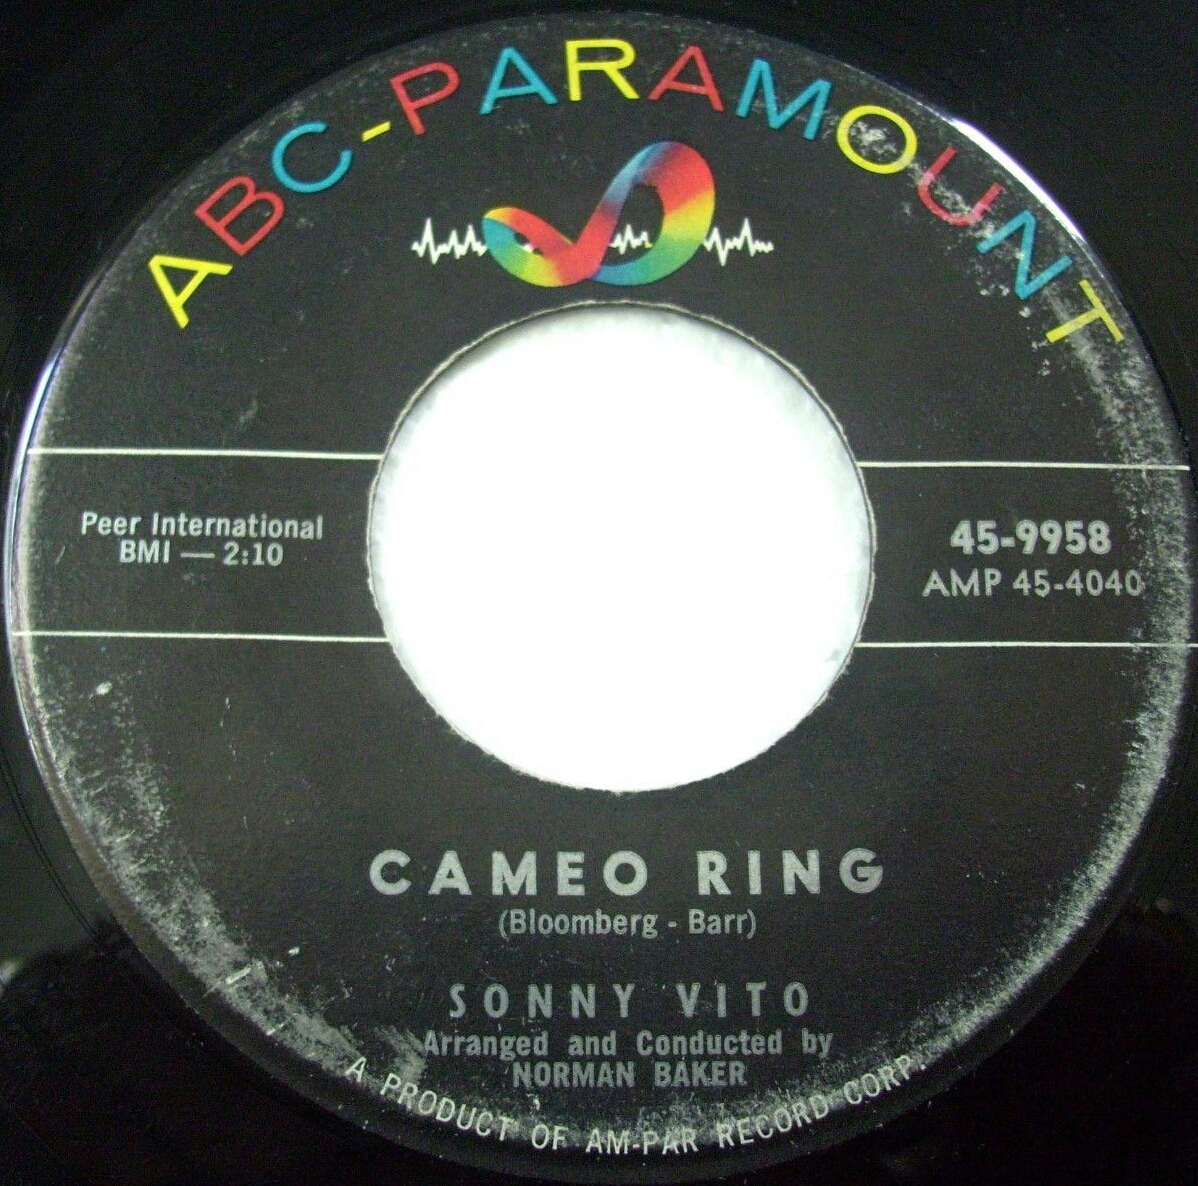 ABC-PARAMOUNT
Peer International
BMI — 2:10
45-9958
AMP 45-4040
CAMEO RING
(Bloomberg - Barr)
SONNY VITO
Arranged and Conducted by
NORMAN BAKER
A PRODUCT OF AM-PAR RECORD CORP.